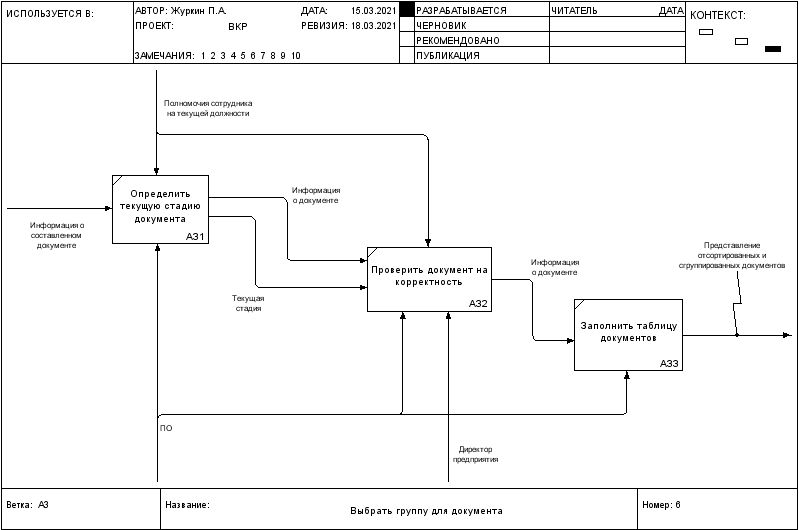 ИСПОЛЬЗУЕТСЯ В:
АВТОР: Журкин П.А.
ДАТА: 15.03.2021
ПРОЕКТ: ВКР
РЕВИЗИЯ: 18.03.2021
ЗАМЕЧАНИЯ: 1 2 3 4 5 6 7 8 9 10
РАЗРАБАТЫВАЕТСЯ
ЧЕРНОВИК
РЕКОМЕНДОВАНО
ПУБЛИКАЦИЯ
ЧИТАТЕЛЬ
ДАТА
КОНТЕКСТ:
Полномочия сотрудника
на текущей должности
Определить
текущую стадию
документа
A31
Информация
о документе
Информация о
составленном
документе
Представление
отсортированных и
сгруппированных документов
Проверить документ на
корректность
A32
Информация
о документе
Текущая
стадия
Заполнить таблицу
документов
A33
ПО
Директор
предприятия
Ветка: A3
Название:
Выбрать группу для документа
Номер: 6